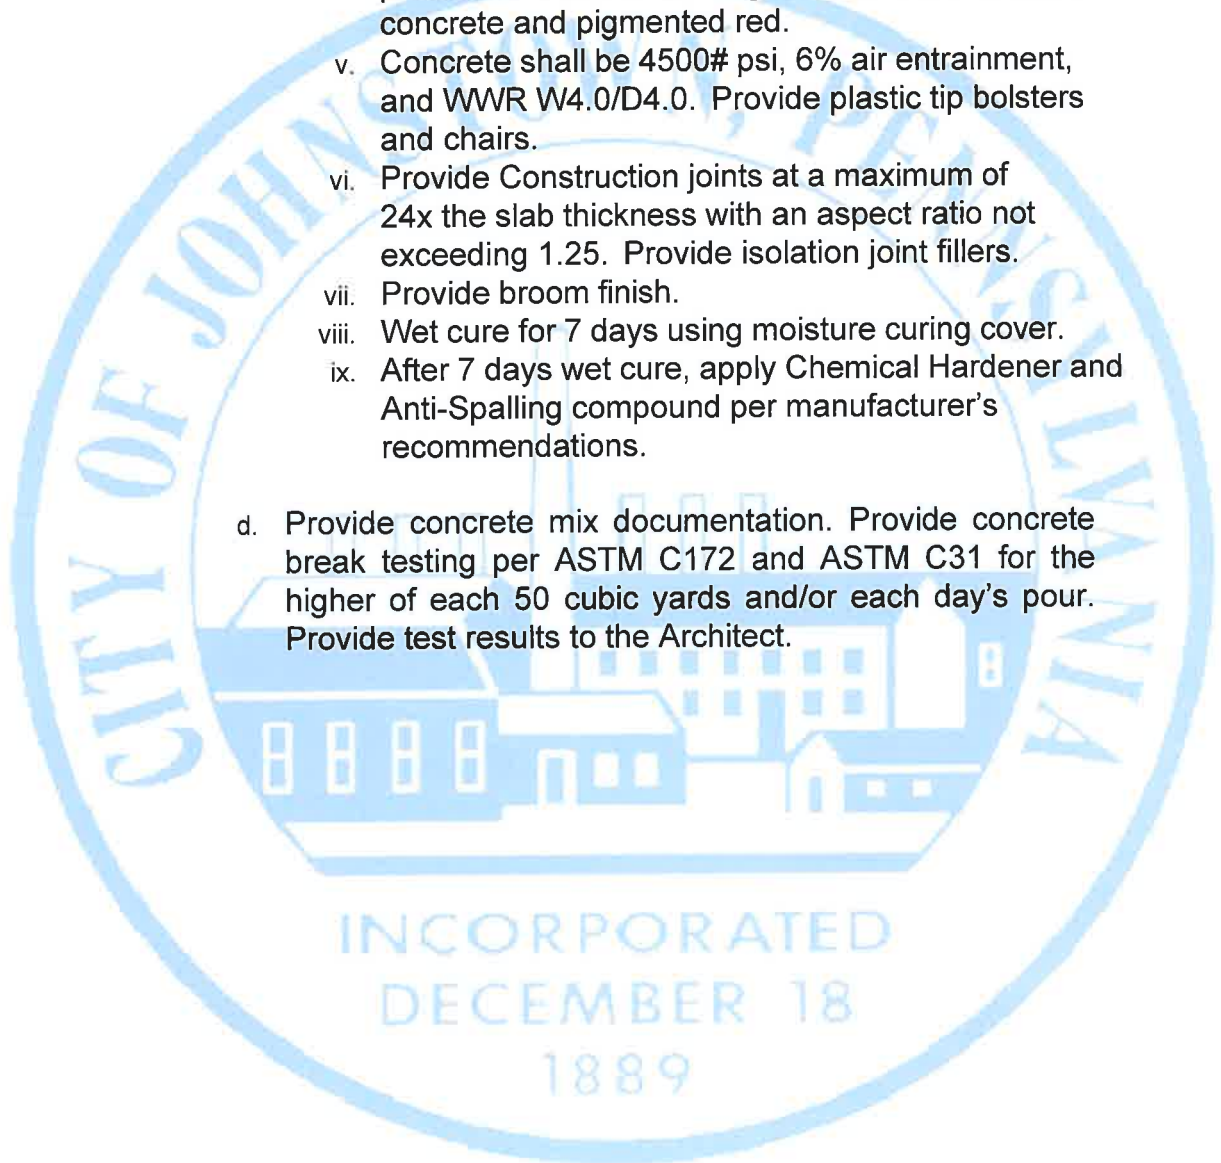 concrete and pigmented red.
v. Concrete shall be 4500# psi, 6% air entrainment,
and WWR W4.0/D4.0. Provide plastic tip bolsters
and chairs.
vi. Provide Construction joints at a maximum of
24x the slab thickness with an aspect ratio not
exceeding 1.25. Provide isolation joint fillers.
vii. Provide broom finish.
viii. Wet cure for 7 days using moisture curing cover.
ix. After 7 days wet cure, apply Chemical Hardener and
Anti-Spalling compound per manufacturer's
recommendations.
d. Provide concrete mix documentation. Provide concrete
break testing per ASTM C172 and ASTM C31 for the
higher of each 50 cubic yards and/or each day's pour.
Provide test results to the Architect.
CITY OF JOHNSTOWN, PENNSYLVANIA
INCORPORATED
DECEMBER 18
1889